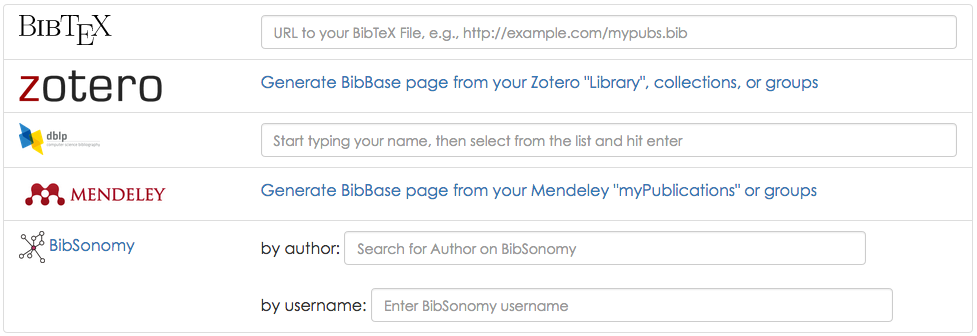 BIBTEX
URL to your BibTeX File, e.g., http://example.com/mypubs.bib
zotero
Generate BibBase page from your Zotero "Library", collections, or groups
dblp
computer science bibliography
Start typing your name, then select from the list and hit enter
MENDELEY
Generate BibBase page from your Mendeley "myPublications" or groups
BibSonomy
by author: Search for Author on BibSonomy
by username: Enter BibSonomy username